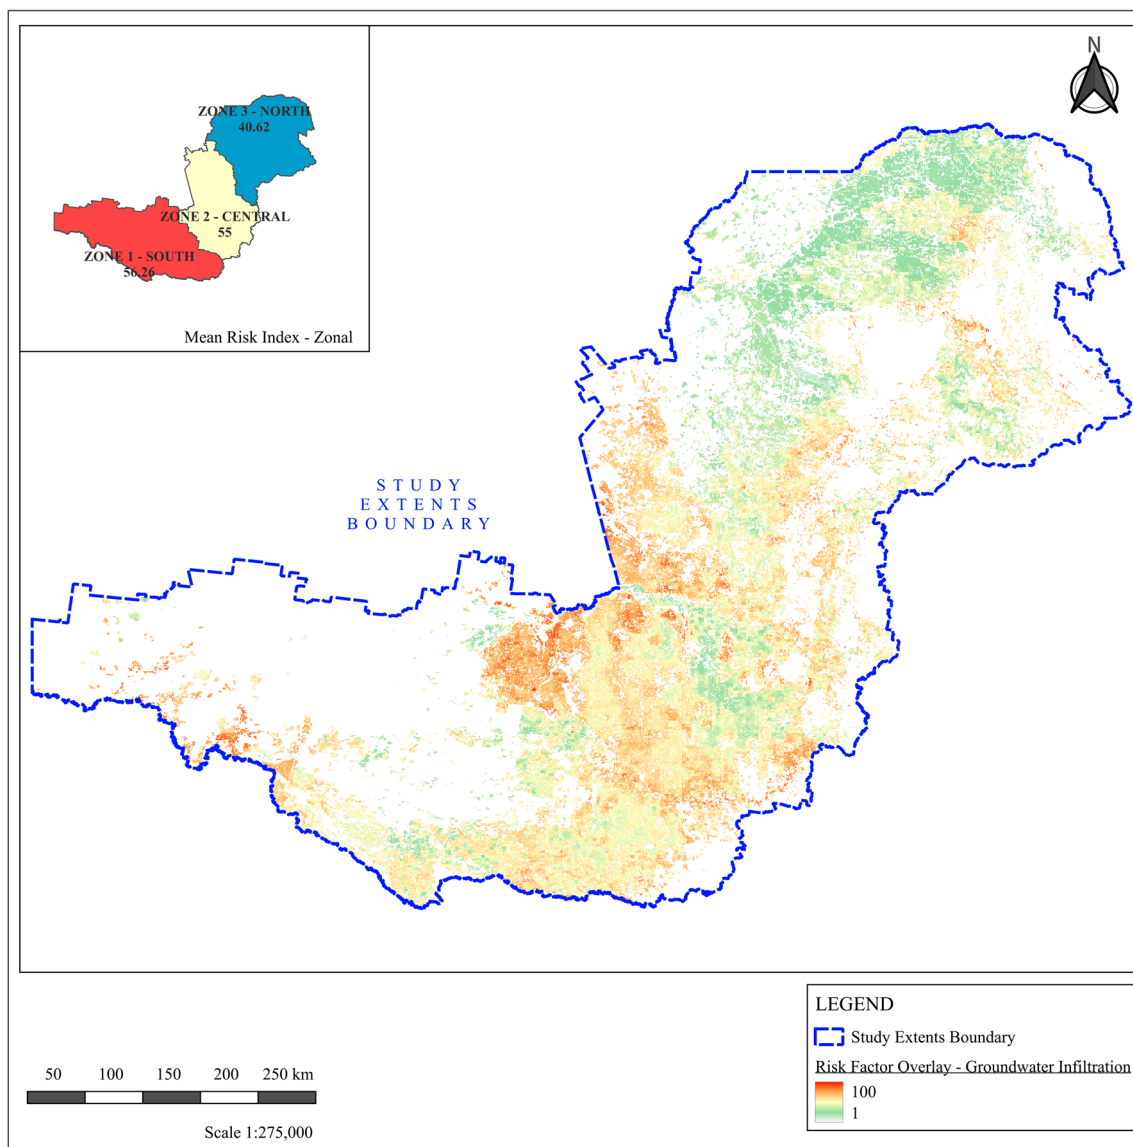 ZONE 3 - NORTH
40.62
ZONE 2 - CENTRAL
55
ZONE 1 - SOUTH
56.26
Mean Risk Index - Zonal
N
STUDY
EXTENTS
BOUNDARY
LEGEND
Study Extents Boundary
Risk Factor Overlay - Groundwater Infiltration
100
1
50 100 150 200 250 km
Scale 1:275,000